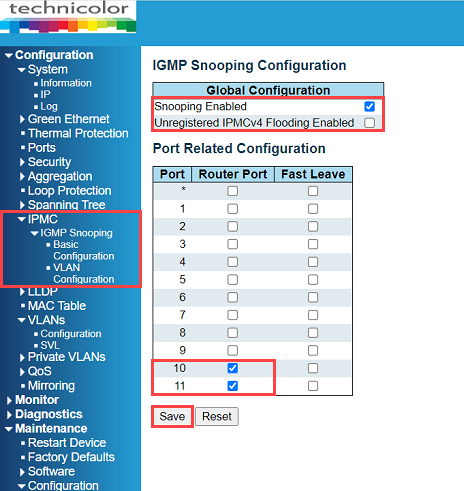 technicolor
Configuration
System
Information
IP
Log
Green Ethernet
Thermal Protection
Ports
Security
Aggregation
Loop Protection
Spanning Tree
IPMC
IGMP Snooping
Basic
Configuration
VLAN
Configuration
LLDP
MAC Table
VLANs
Configuration
SVL
Private VLANs
QoS
Mirroring
Monitor
Diagnostics
Maintenance
Restart Device
Factory Defaults
Software
Configuration
IGMP Snooping Configuration
Global Configuration
Snooping Enabled
Unregistered IPMCv4 Flooding Enabled
Port Related Configuration
Port Router Port Fast Leave
*
1
2
3
4
5
6
7
8
9
10
11
Save Reset